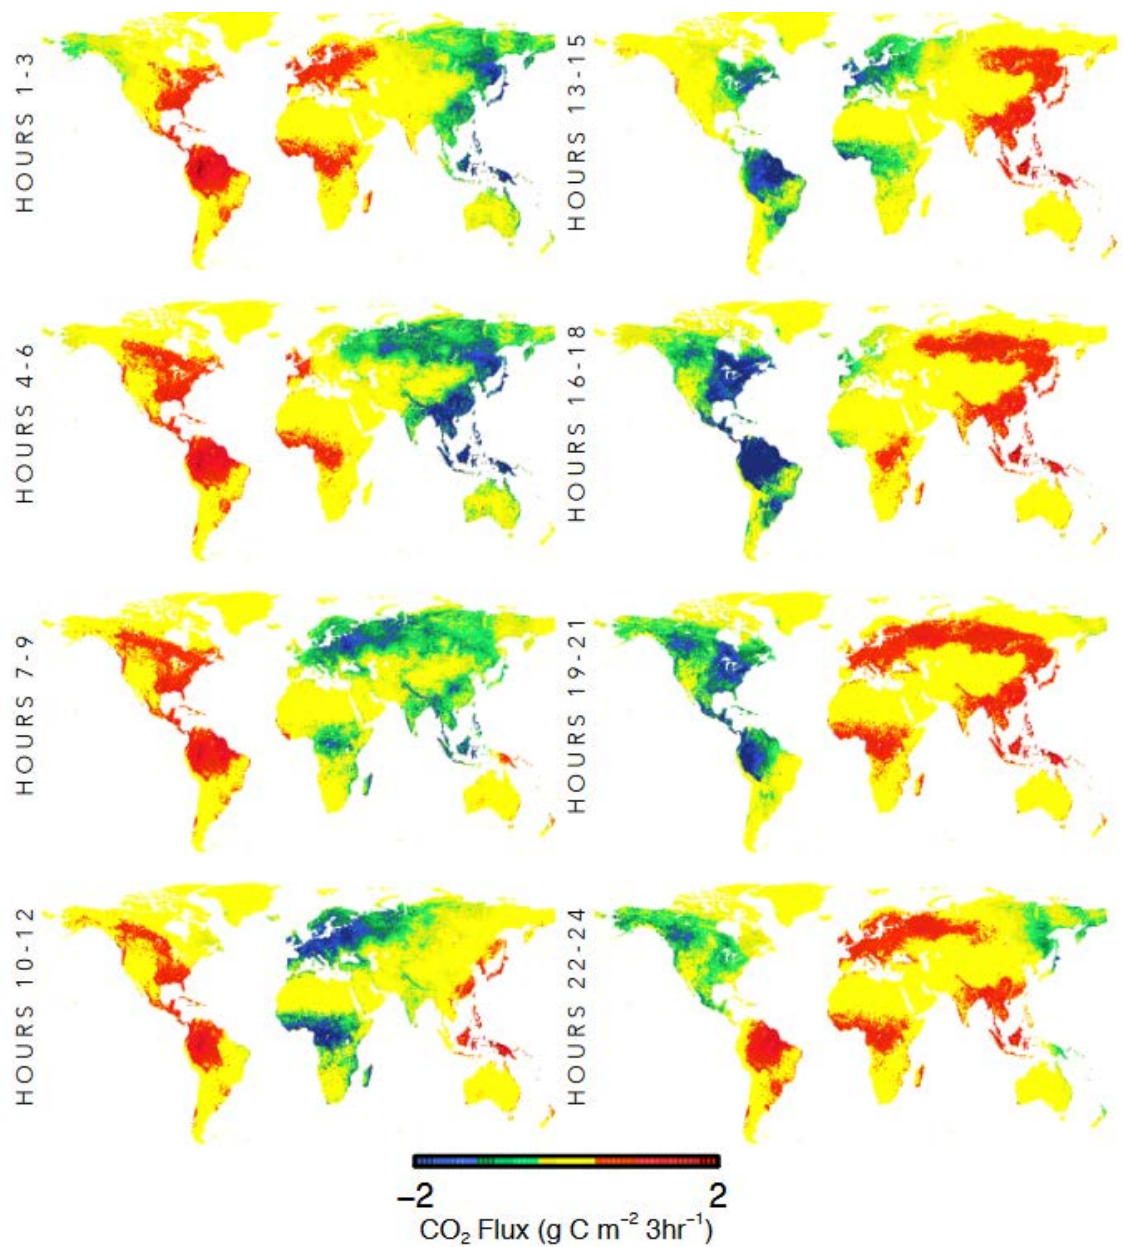 HOURS 1-3
HOURS 13-15
HOURS 4-6
HOURS 16-18
HOURS 7-9
HOURS 19-21
HOURS 10-12
HOURS 22-24
−2 2
CO₂ Flux (g C m⁻² 3hr⁻¹)